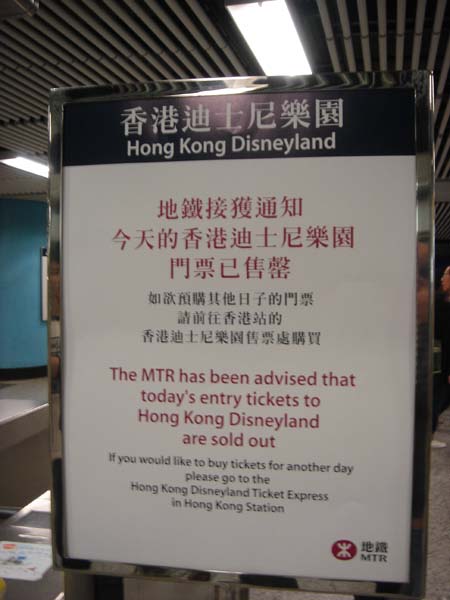 香港迪士尼樂園
Hong Kong Disneyland
地鐵接獲通知
今天的香港迪士尼樂園
門票已售罄
如欲預購其他日子的門票
請前往香港站的
香港迪士尼樂園售票處購買
The MTR has been advised that
today's entry tickets to
Hong Kong Disneyland
are sold out
If you would like to buy tickets for another day
please go to the
Hong Kong Disneyland Ticket Express
in Hong Kong Station
地鐵
MTR